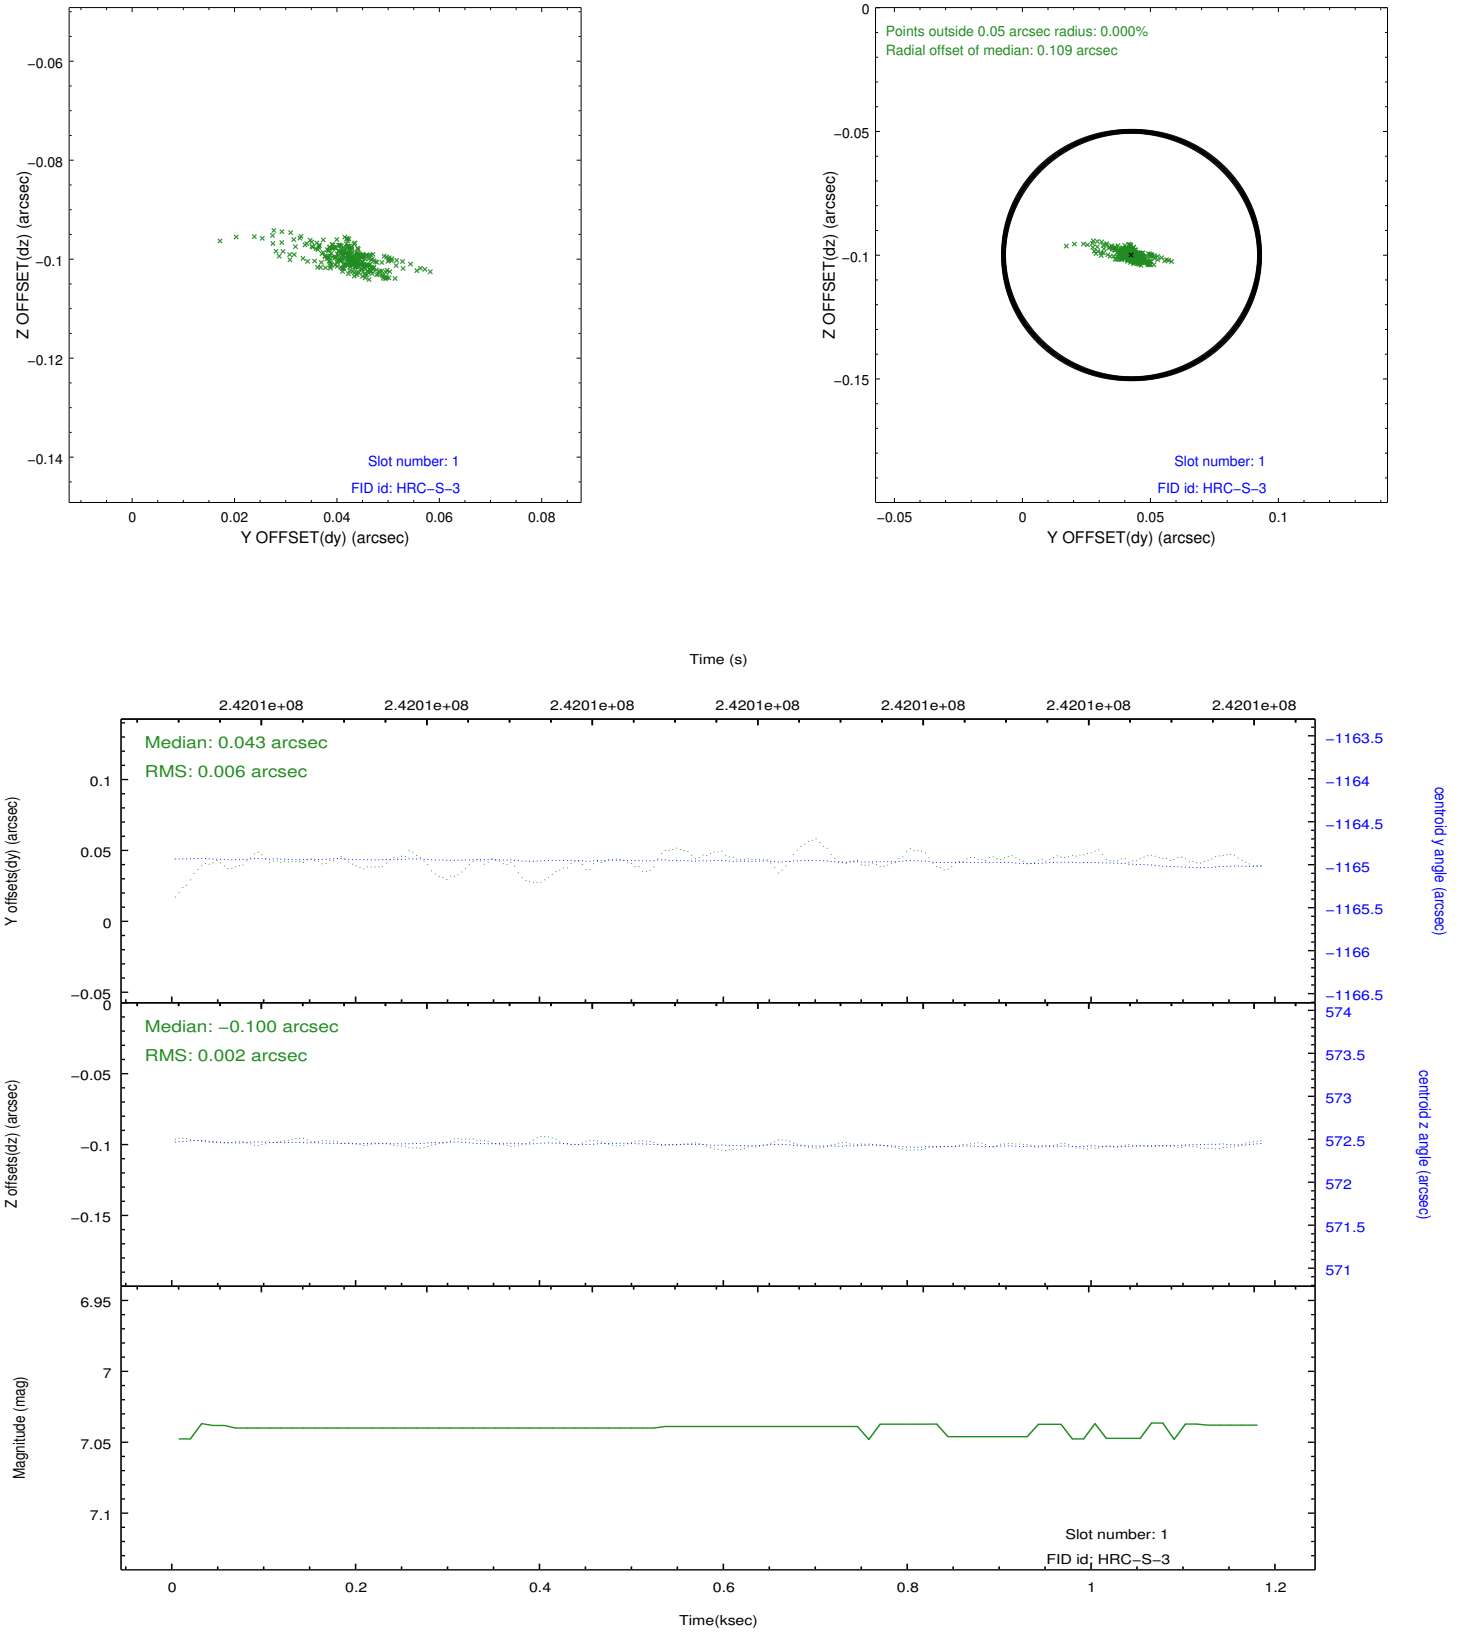 −0.06
−0.08
−0.1
−0.12
−0.14
Z OFFSET(dz) (arcsec)
Slot number: 1
FID id: HRC−S−3
0 0.02 0.04 0.06 0.08
Y OFFSET(dy) (arcsec)
0
−0.05
−0.1
−0.15
Z OFFSET(dz) (arcsec)
Points outside 0.05 arcsec radius: 0.000%
Radial offset of median: 0.109 arcsec
Slot number: 1
FID id: HRC−S−3
−0.05 0 0.05 0.1
Y OFFSET(dy) (arcsec)
Time (s)
2.4201e+08 2.4201e+08 2.4201e+08 2.4201e+08 2.4201e+08 2.4201e+08 2.4201e+08
Median: 0.043 arcsec
RMS: 0.006 arcsec
0.1
0.05
0
−0.05
Y offsets(dy) (arcsec)
−1163.5
−1164
−1164.5
−1165
−1165.5
−1166
−1166.5
centroid y angle (arcsec)
Median: −0.100 arcsec
RMS: 0.002 arcsec
0
−0.05
−0.1
−0.15
Z offsets(dz) (arcsec)
574
573.5
573
572.5
572
571.5
571
centroid z angle (arcsec)
6.95
7
7.05
7.1
Magnitude (mag)
Slot number: 1
FID id: HRC−S−3
0 0.2 0.4 0.6 0.8 1 1.2
Time(ksec)